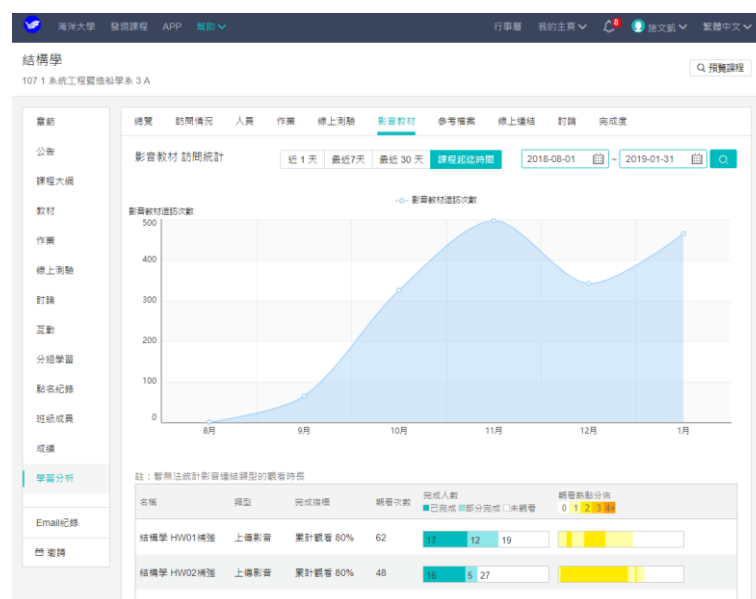 海洋大學 發現課程 APP 幫助 行事曆 我的主頁 8 施文凱 繁體中文
結構學
107 1 系統工程暨造船學系 3 A
預覽課程
章節
公告
課程大綱
教材
作業
線上測驗
討論
互動
分組學習
點名紀錄
班級成員
成績
學習分析
Email紀錄
邀請
總覽 訪問情況 人員 作業 線上測驗 影音教材 參考檔案 線上連結 討論 完成度
影音教材 訪問統計 近 1 天 最近7天 最近 30 天 課程起迄時間 2018-08-01 ~ 2019-01-31
影音教材造訪次數
影音教材造訪次數
500
400
300
200
100
0
8月 9月 10月 11月 12月 1月
註：暫無法統計影音連結類型的觀看時長
名稱 類型 完成指標 觀看次數 完成人數 已完成 部分完成 未觀看 觀看熱點分佈 0 1 2 3 4+
結構學 HW01補強 上傳影音 累計觀看 80% 62 17 12 19
結構學 HW02補強 上傳影音 累計觀看 80% 48 16 5 27